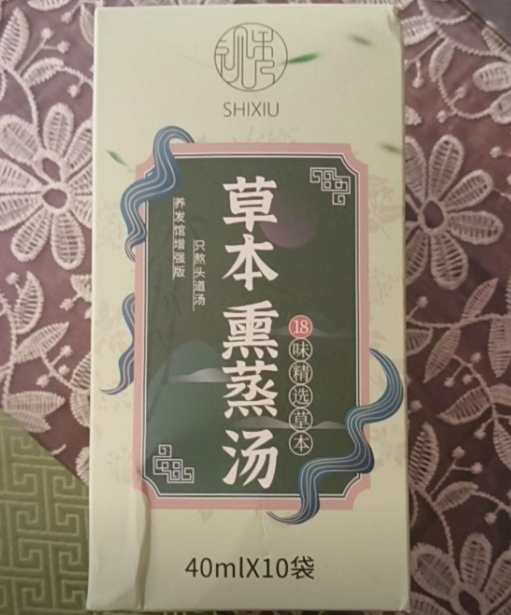 SHIXIU
草本熏蒸汤
养发馆增强版
只熬头道汤
18味精选草本
40mlX10袋